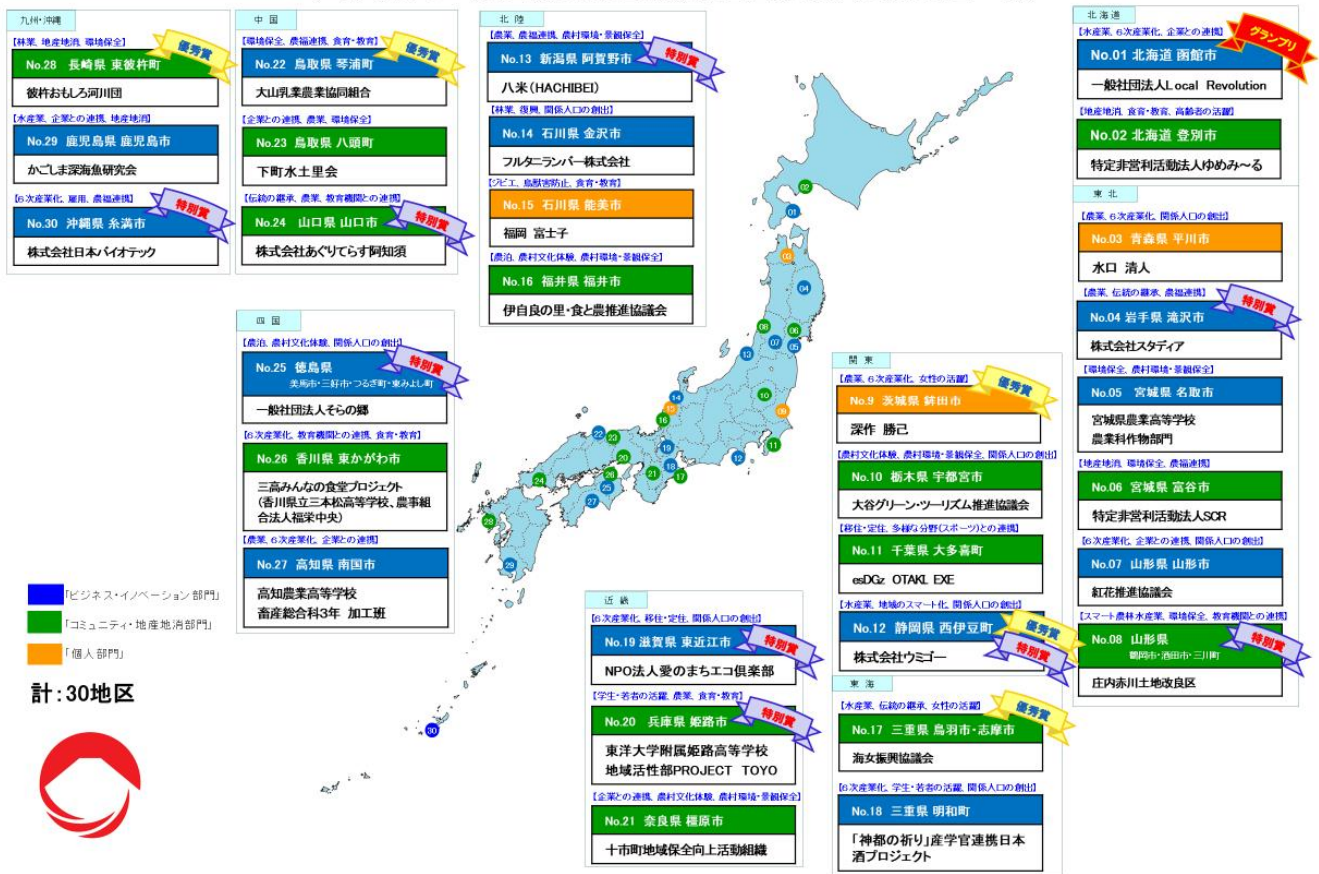 九州・沖縄
【林業、地産地消、環境保全】
優秀賞
No.28 長崎県 東彼杵町
彼杵おもしろ河川団
【水産業、企業との連携、地産地消】
No.29 鹿児島県 鹿児島市
かごしま深海魚研究会
【6次産業化、雇用、農福連携】
特別賞
No.30 沖縄県 糸満市
株式会社日本バイオテック
中国
【環境保全、農福連携、食育・教育】
優秀賞
No.22 鳥取県 琴浦町
大山乳業農業協同組合
【企業との連携、農業、環境保全】
No.23 鳥取県 八頭町
下町水土里会
【伝統の継承、農業、教育機関との連携】
特別賞
No.24 山口県 山口市
株式会社あぐりてらす阿知須
北陸
【農業、農福連携、農村環境・景観保全】
特別賞
No.13 新潟県 阿賀野市
八米(HACHIBEI)
【林業、復興、関係人口の創出】
No.14 石川県 金沢市
フルタニランバー株式会社
【ジビエ、鳥獣害防止、食育・教育】
No.15 石川県 能美市
福岡 富士子
【農泊、農村文化体験、農村環境・景観保全】
No.16 福井県 福井市
伊自良の里・食と農推進協議会
北海道
【水産業、6次産業化、企業との連携】
グランプリ
No.01 北海道 函館市
一般社団法人Local Revolution
【地産地消、食育・教育、高齢者の活躍】
No.02 北海道 登別市
特定非営利活動法人ゆめみ～る
東北
【農業、6次産業化、関係人口の創出】
No.03 青森県 平川市
水口 清人
【農業、伝統の継承、農福連携】
特別賞
No.04 岩手県 滝沢市
株式会社スタディア
【環境保全、農村環境・景観保全】
No.05 宮城県 名取市
宮城県農業高等学校
農業科作物部門
【地産地消、環境保全、農福連携】
No.06 宮城県 富谷市
特定非営利活動法人SCR
【6次産業化、企業との連携、関係人口の創出】
No.07 山形県 山形市
紅花推進協議会
【スマート農林水産業、環境保全、教育機関との連携】
特別賞
No.08 山形県
鶴岡市・酒田市・三川町
庄内赤川土地改良区
四国
【農泊、農村文化体験、関係人口の創出】
特別賞
No.25 徳島県
美馬市・三好市・つるぎ町・東みよし町
一般社団法人そらの郷
【6次産業化、教育機関との連携、食育・教育】
No.26 香川県 東かがわ市
三高みんなの食堂プロジェクト
(香川県立三本松高等学校、農事組
合法人福栄中央)
【農業、6次産業化、企業との連携】
No.27 高知県 南国市
高知農業高等学校
畜産総合科3年 加工班
関東
【農業、6次産業化、女性の活躍】
優秀賞
No.9 茨城県 鉾田市
深作 勝己
【農村文化体験、農村環境・景観保全、関係人口の創出】
No.10 栃木県 宇都宮市
大谷グリーン・ツーリズム推進協議会
【移住・定住、多様な分野(スポーツ)との連携】
No.11 千葉県 大多喜町
esDGz OTAKI. EXE
【水産業、地域のスマート化、関係人口の創出】
優秀賞
特別賞
No.12 静岡県 西伊豆町
株式会社ウミゴー
東海
【水産業、伝統の継承、女性の活躍】
優秀賞
No.17 三重県 鳥羽市・志摩市
海女振興協議会
【6次産業化、学生・若者の活躍、関係人口の創出】
No.18 三重県 明和町
「神都の祈り」産学官連携日本
酒プロジェクト
近畿
【6次産業化、移住・定住、関係人口の創出】
特別賞
No.19 滋賀県 東近江市
NPO法人愛のまちエコ倶楽部
【学生・若者の活躍、農業、食育・教育】
特別賞
No.20 兵庫県 姫路市
東洋大学附属姫路高等学校
地域活性部PROJECT TOYO
【企業との連携、農村文化体験、農村環境・景観保全】
No.21 奈良県 橿原市
十市町地域保全向上活動組織
「ビジネス・イノベーション部門」
「コミュニティ・地産地消部門」
「個人部門」
計：30地区
02
01
03
04
08
06
07
05
13
10
09
14
15
16
11
22
23
19
12
20
18
17
21
24
26
25
27
28
29
30